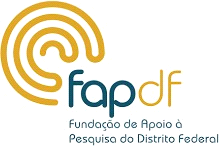 fapdf
Fundação de Apoio à
Pesquisa do Distrito Federal